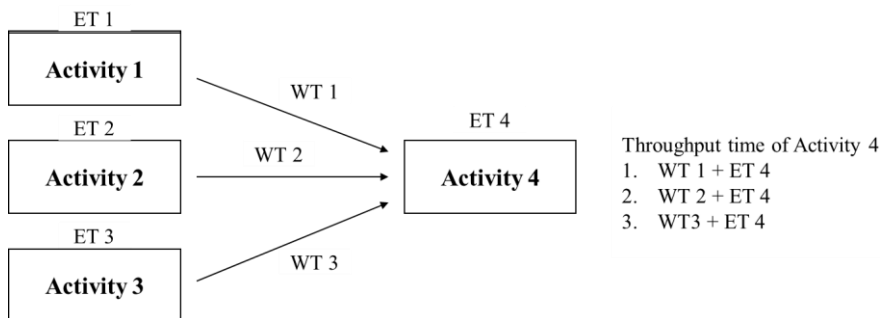 ET 1
Activity 1
WT 1
ET 2
Activity 2
WT 2
ET 3
Activity 3
WT 3
ET 4
Activity 4
Throughput time of Activity 4
1. WT 1 + ET 4
2. WT 2 + ET 4
3. WT3 + ET 4